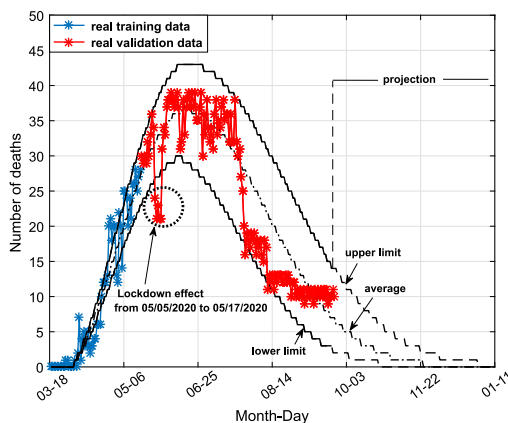 50
45
40
35
30
25
20
15
10
5
0
Number of deaths
real training data
real validation data
projection
upper limit
average
lower limit
Lockdown effect
from 05/05/2020 to 05/17/2020
03-18
05-06
06-25
08-14
10-03
11-22
01-11
Month-Day